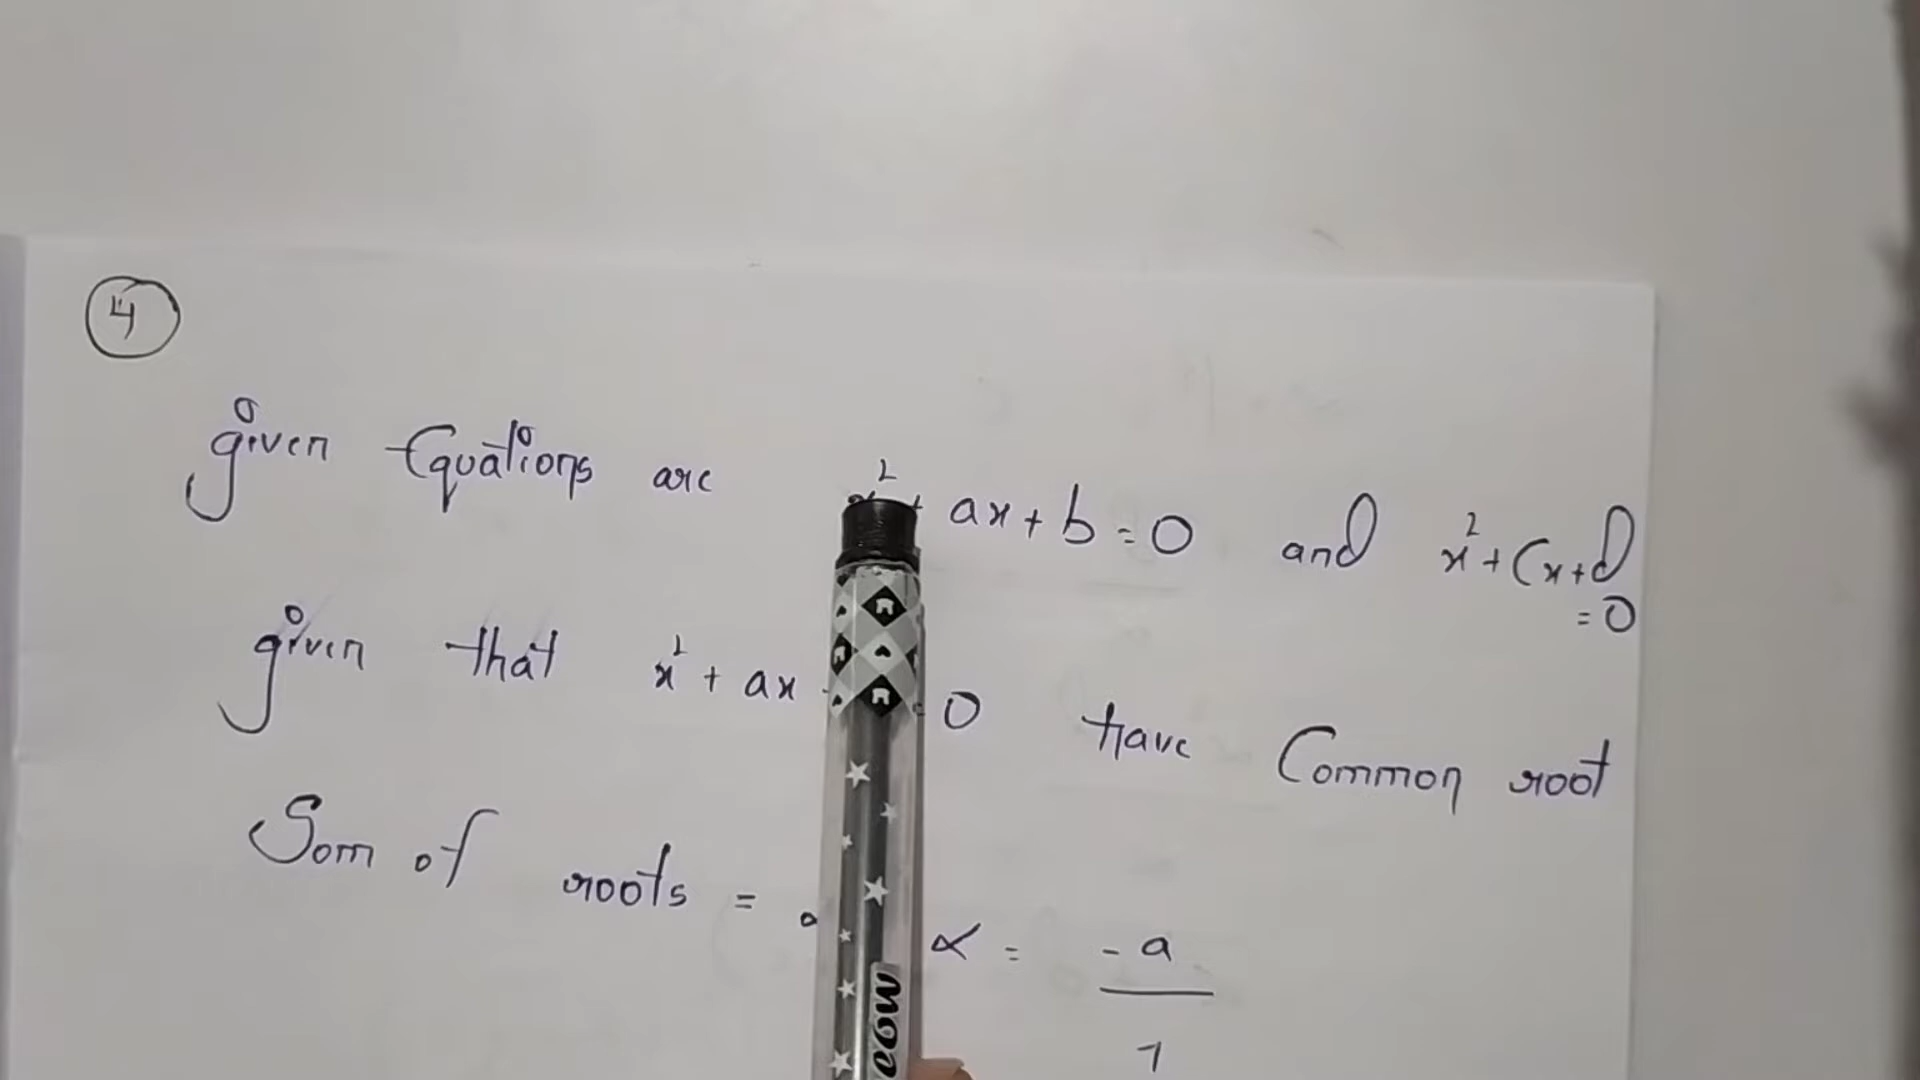 4
given Equations are x² + ax + b = 0 and x² + cx + d
= 0
given that x² + ax 0 have Common root
Som of roots = α = - a
1